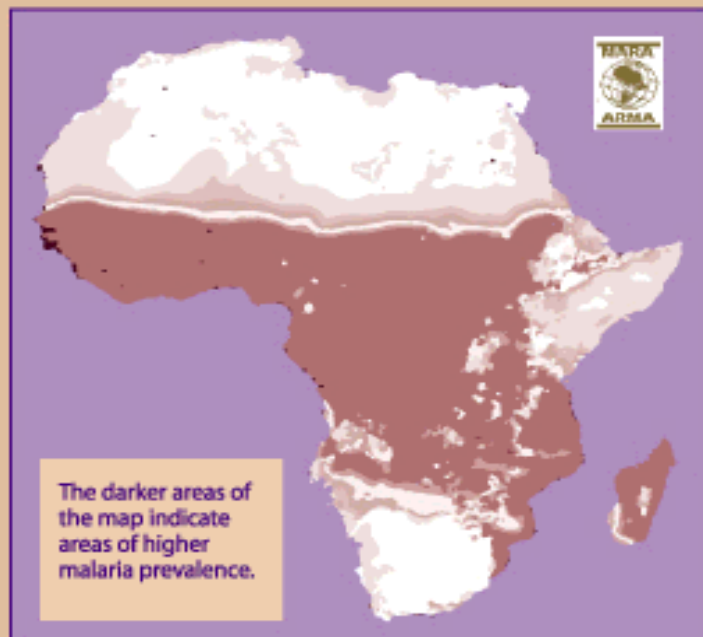 MARA
ARMA
The darker areas of
the map indicate
areas of higher
malaria prevalence.